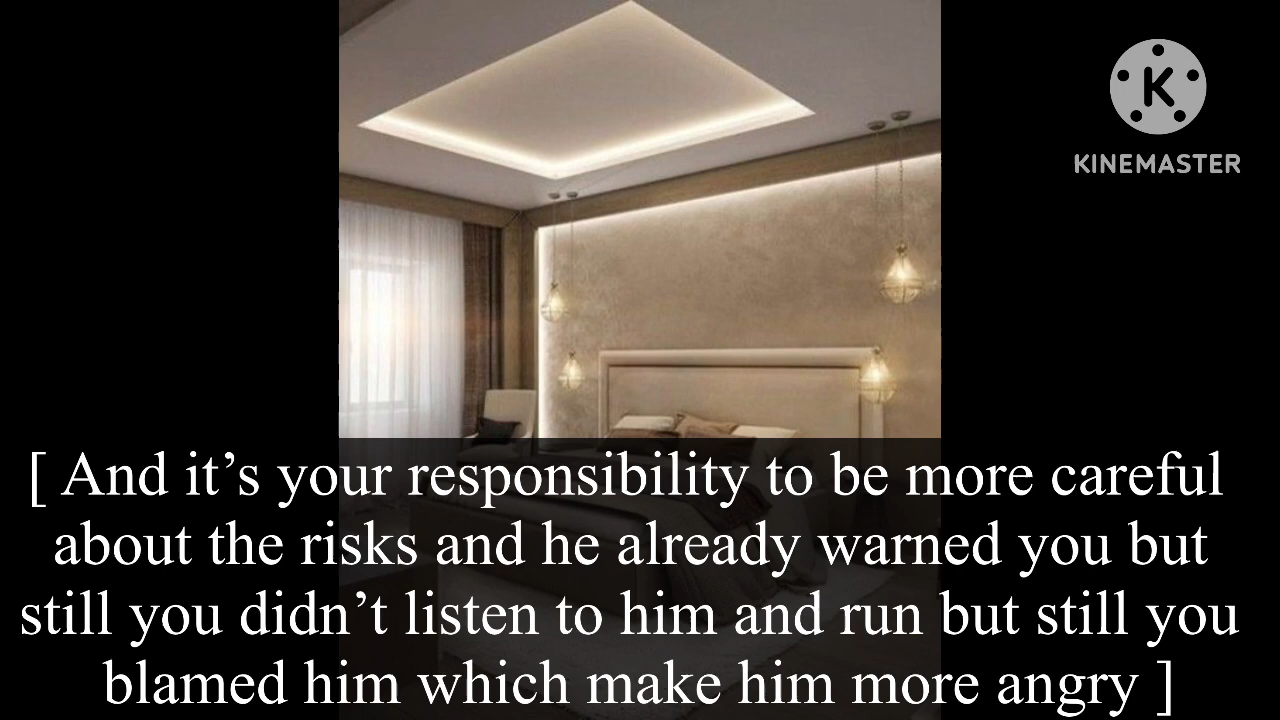 KINEMASTER
[ And it’s your responsibility to be more careful
about the risks and he already warned you but
still you didn’t listen to him and run but still you
blamed him which make him more angry ]